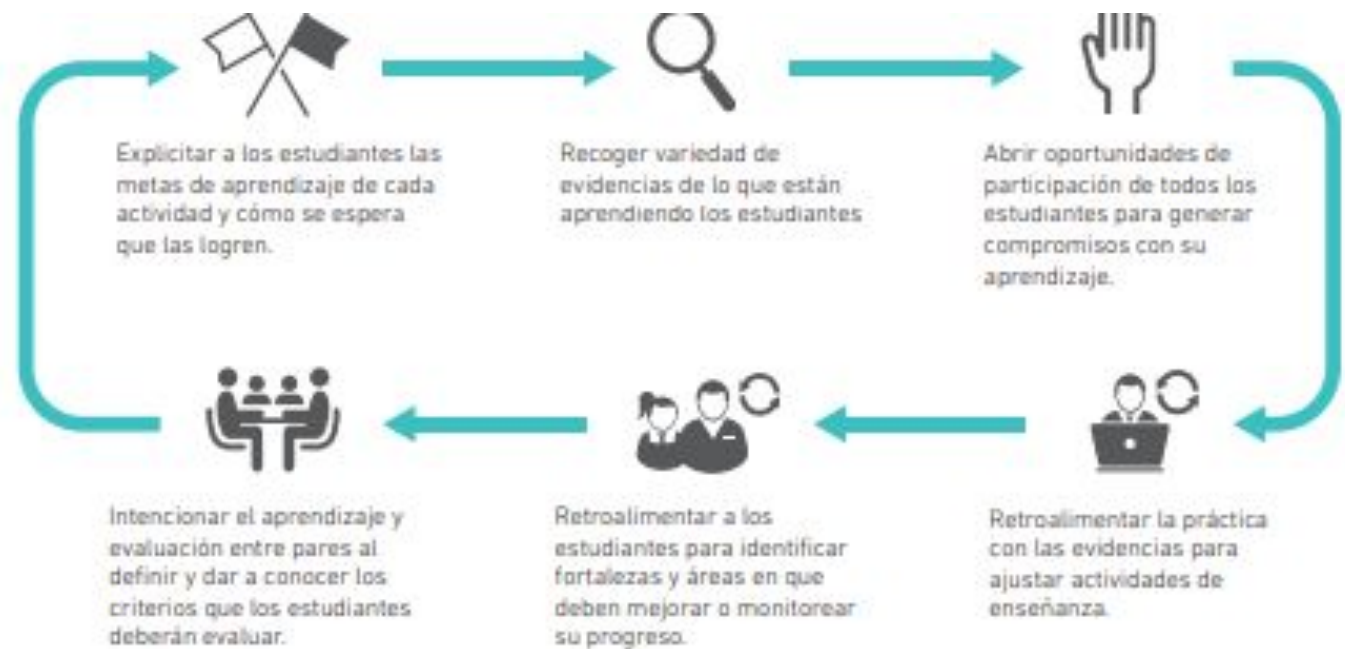 Explicitar a los estudiantes las
metas de aprendizaje de cada
actividad y cómo se espera
que las logren.
Recoger variedad de
evidencias de lo que están
aprendiendo los estudiantes
Abrir oportunidades de
participación de todos los
estudiantes para generar
compromisos con su
aprendizaje.
Retroalimentar la práctica
con las evidencias para
ajustar actividades de
enseñanza.
Retroalimentar a los
estudiantes para identificar
fortalezas y áreas en que
deben mejorar o monitorear
su progreso.
Intencionar el aprendizaje y
evaluación entre pares al
definir y dar a conocer los
criterios que los estudiantes
deberán evaluar.